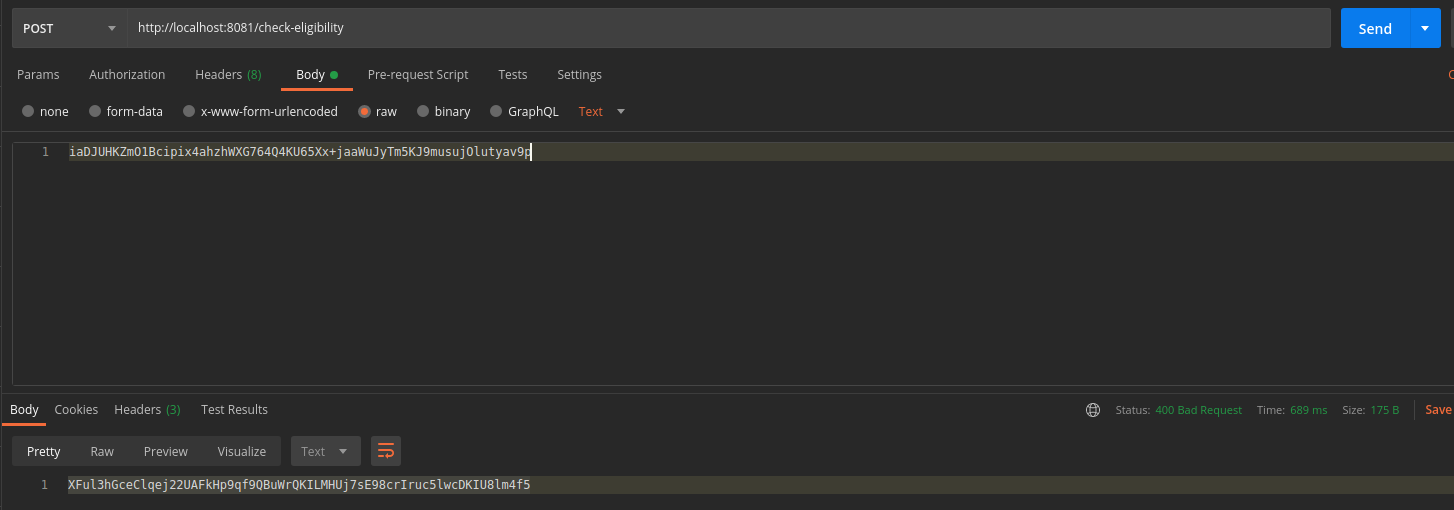 POST http://localhost:8081/check-eligibility Send
Params Authorization Headers (8) Body Pre-request Script Tests Settings
none form-data x-www-form-urlencoded raw binary GraphQL Text
1 iaDJUHKZmO1Bcipix4ahzhWXG764Q4KU65Xx+jaaWuJyTm5KJ9musujOlutyav9p
Body Cookies Headers (3) Test Results Status: 400 Bad Request Time: 689 ms Size: 175 B Save
Pretty Raw Preview Visualize Text
1 XFul3hGceClqej22UAFkHp9qf9QBuWrQKILMHUj7sE98crIruc5lwcDKIU8lm4f5